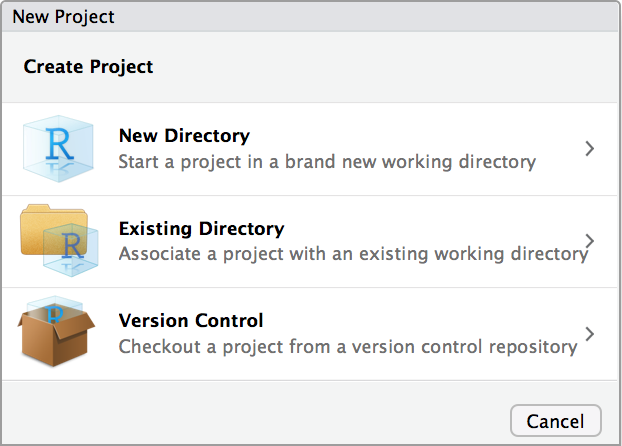 New Project
Create Project
R
New Directory
Start a project in a brand new working directory
R
Existing Directory
Associate a project with an existing working directory
R
Version Control
Checkout a project from a version control repository
Cancel